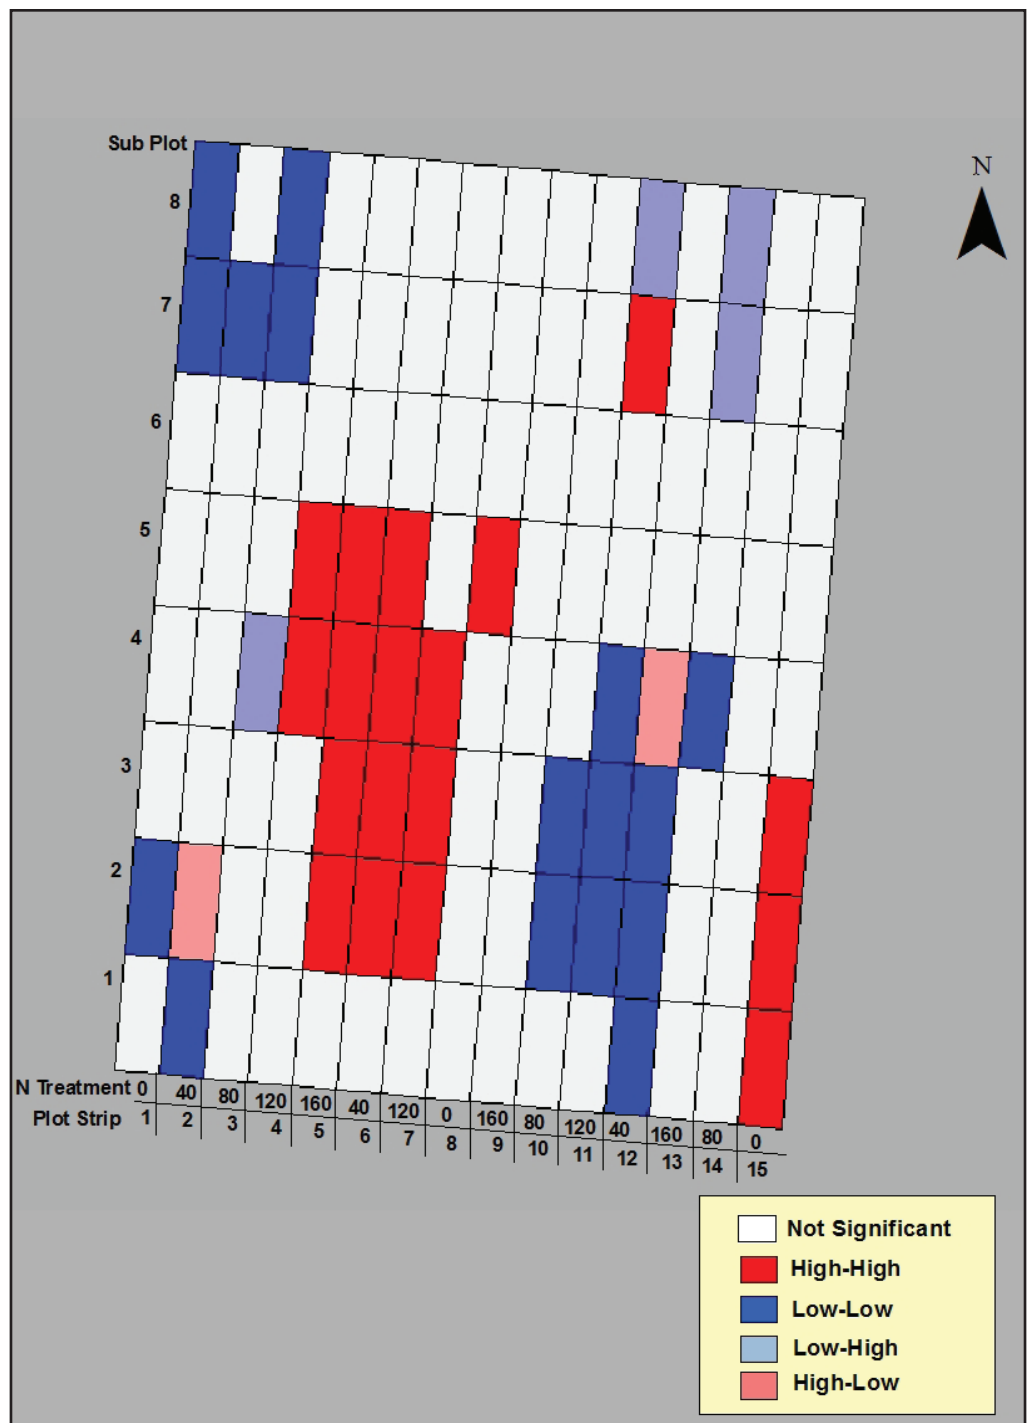 Sub Plot
N
8
7
6
5
4
3
2
1
N Treatment 0 40 80 120 160 40 120 0 160 80 120 40 160 80 0
Plot Strip 1 2 3 4 5 6 7 8 9 10 11 12 13 14 15
Not Significant
High-High
Low-Low
Low-High
High-Low